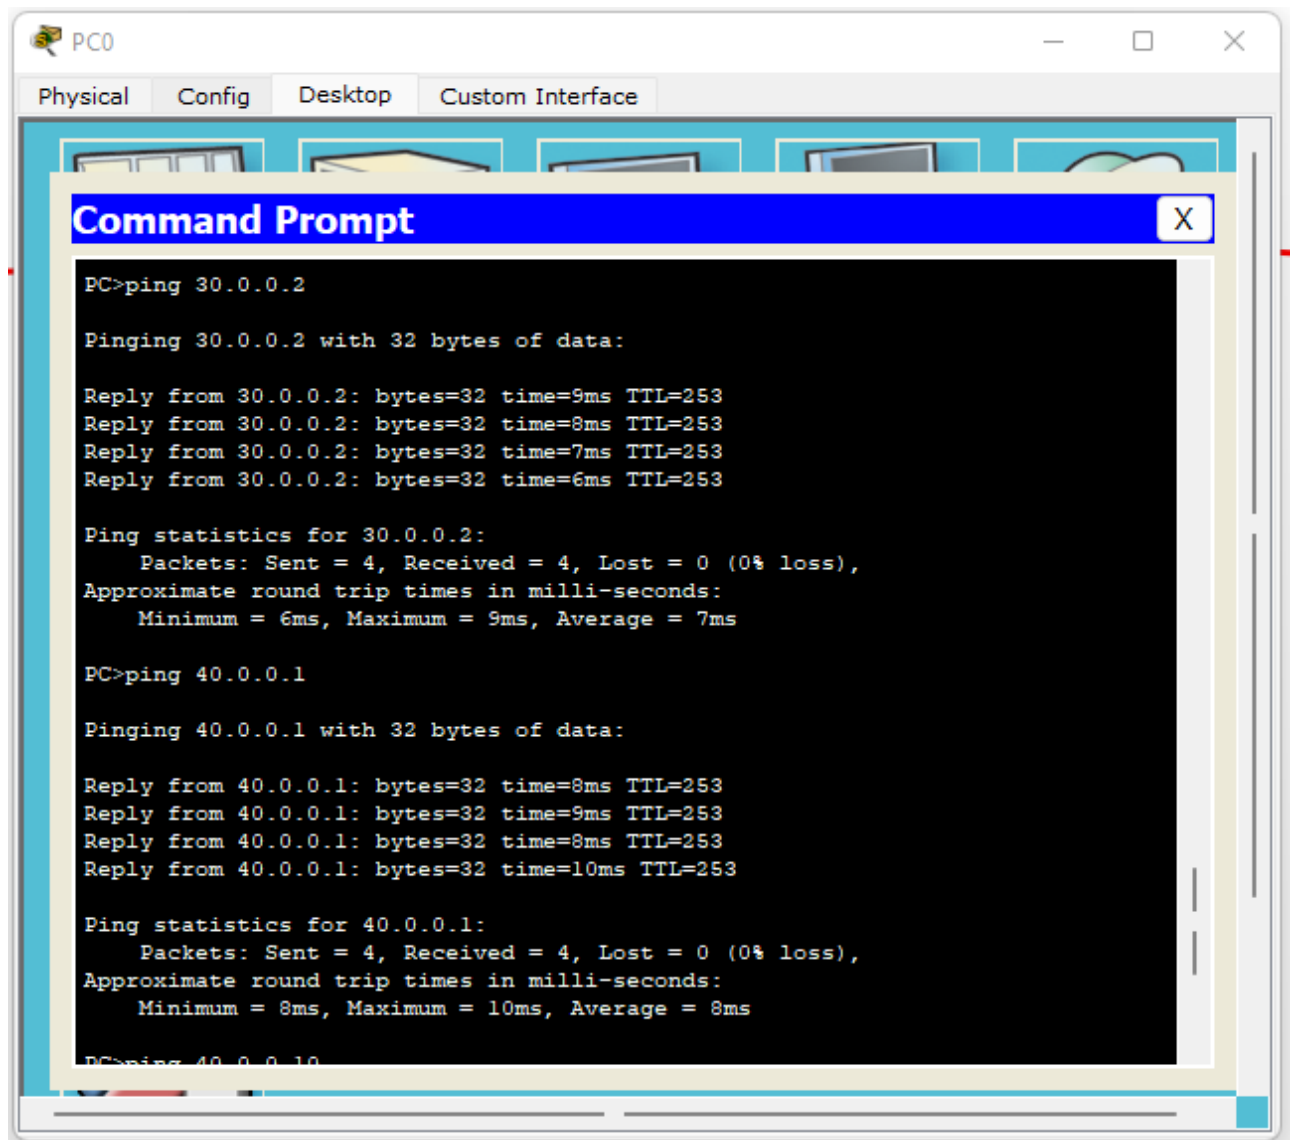 PC0
Physical Config Desktop Custom Interface
Command Prompt
X
PC>ping 30.0.0.2
Pinging 30.0.0.2 with 32 bytes of data:
Reply from 30.0.0.2: bytes=32 time=9ms TTL=253
Reply from 30.0.0.2: bytes=32 time=8ms TTL=253
Reply from 30.0.0.2: bytes=32 time=7ms TTL=253
Reply from 30.0.0.2: bytes=32 time=6ms TTL=253
Ping statistics for 30.0.0.2:
Packets: Sent = 4, Received = 4, Lost = 0 (0% loss),
Approximate round trip times in milli-seconds:
Minimum = 6ms, Maximum = 9ms, Average = 7ms
PC>ping 40.0.0.1
Pinging 40.0.0.1 with 32 bytes of data:
Reply from 40.0.0.1: bytes=32 time=8ms TTL=253
Reply from 40.0.0.1: bytes=32 time=9ms TTL=253
Reply from 40.0.0.1: bytes=32 time=8ms TTL=253
Reply from 40.0.0.1: bytes=32 time=10ms TTL=253
Ping statistics for 40.0.0.1:
Packets: Sent = 4, Received = 4, Lost = 0 (0% loss),
Approximate round trip times in milli-seconds:
Minimum = 8ms, Maximum = 10ms, Average = 8ms
PC>ping 40.0.0.10